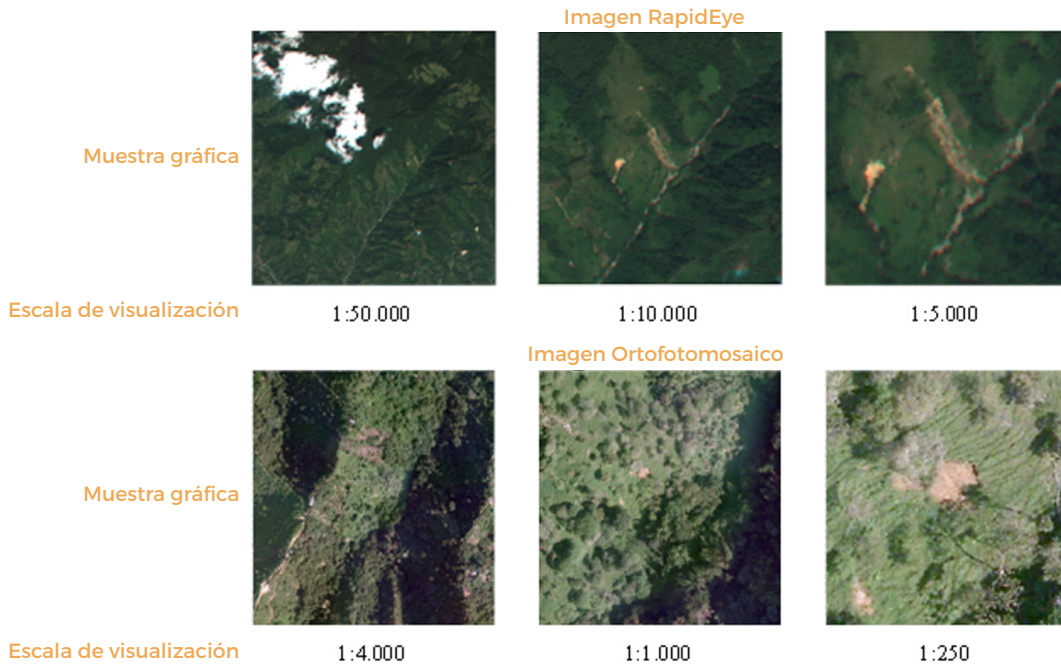 Imagen RapidEye
Muestra gráfica
Escala de visualización 1:50.000 1:10.000 1:5.000
Imagen Ortofotomosaico
Muestra gráfica
Escala de visualización 1:4.000 1:1.000 1:250